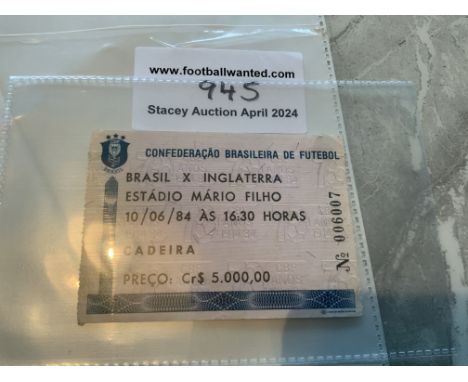 www.footballwanted.com
945
Stacey Auction April 2024
CONFEDERAÇÃO BRASILEIRA DE FUTEBOL
BRASIL
BRASIL X INGLATERRA
ESTÁDIO MÁRIO FILHO
10/06/84 ÀS 16.30 HORAS
CADEIRA
PREÇO: Cr$ 5.000,00
Nº 006007